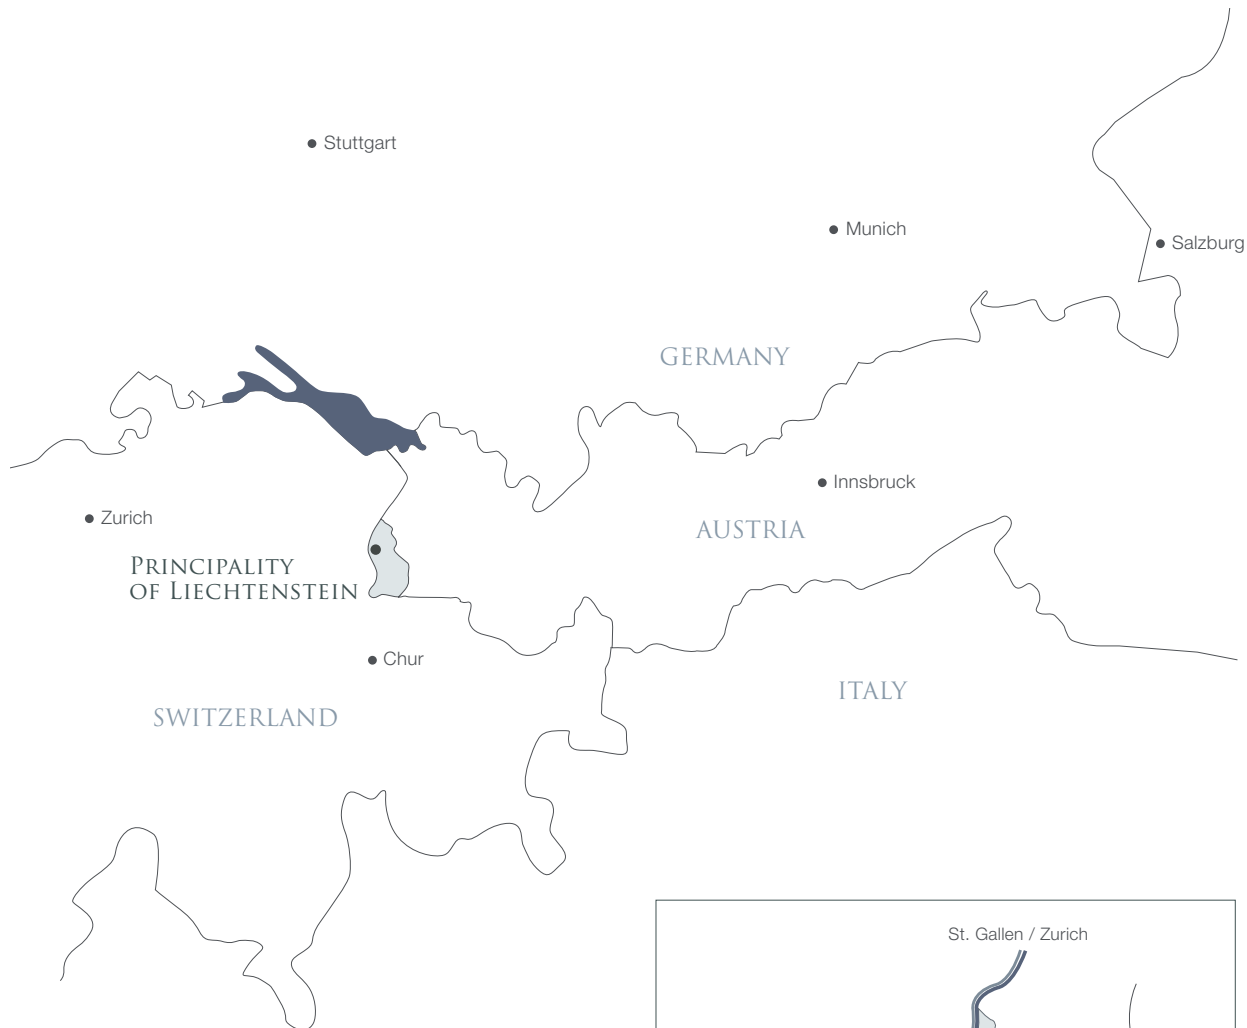 Stuttgart
Munich
Salzburg
GERMANY
Innsbruck
Zurich
AUSTRIA
PRINCIPALITY
OF LIECHTENSTEIN
Chur
ITALY
SWITZERLAND
St. Gallen / Zurich